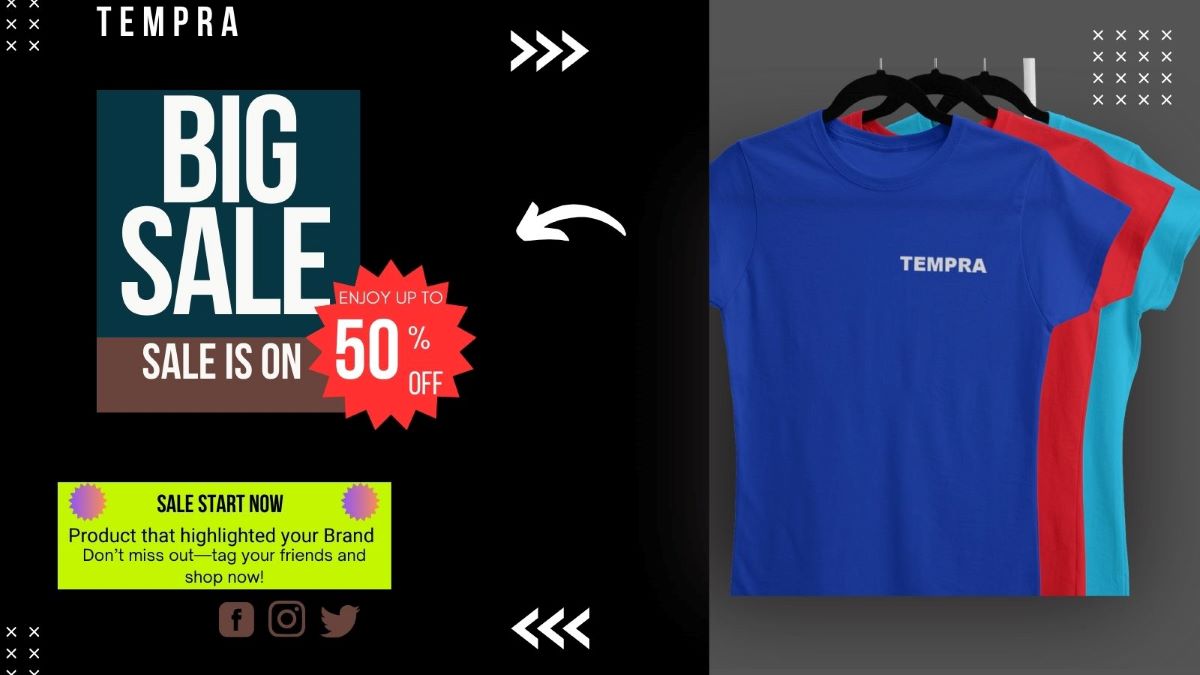 TEMPRA
BIG
SALE
SALE IS ON
ENJOY UP TO
50 %
OFF
SALE START NOW
Product that highlighted your Brand
Don't miss out—tag your friends and
shop now!
TEMPRA